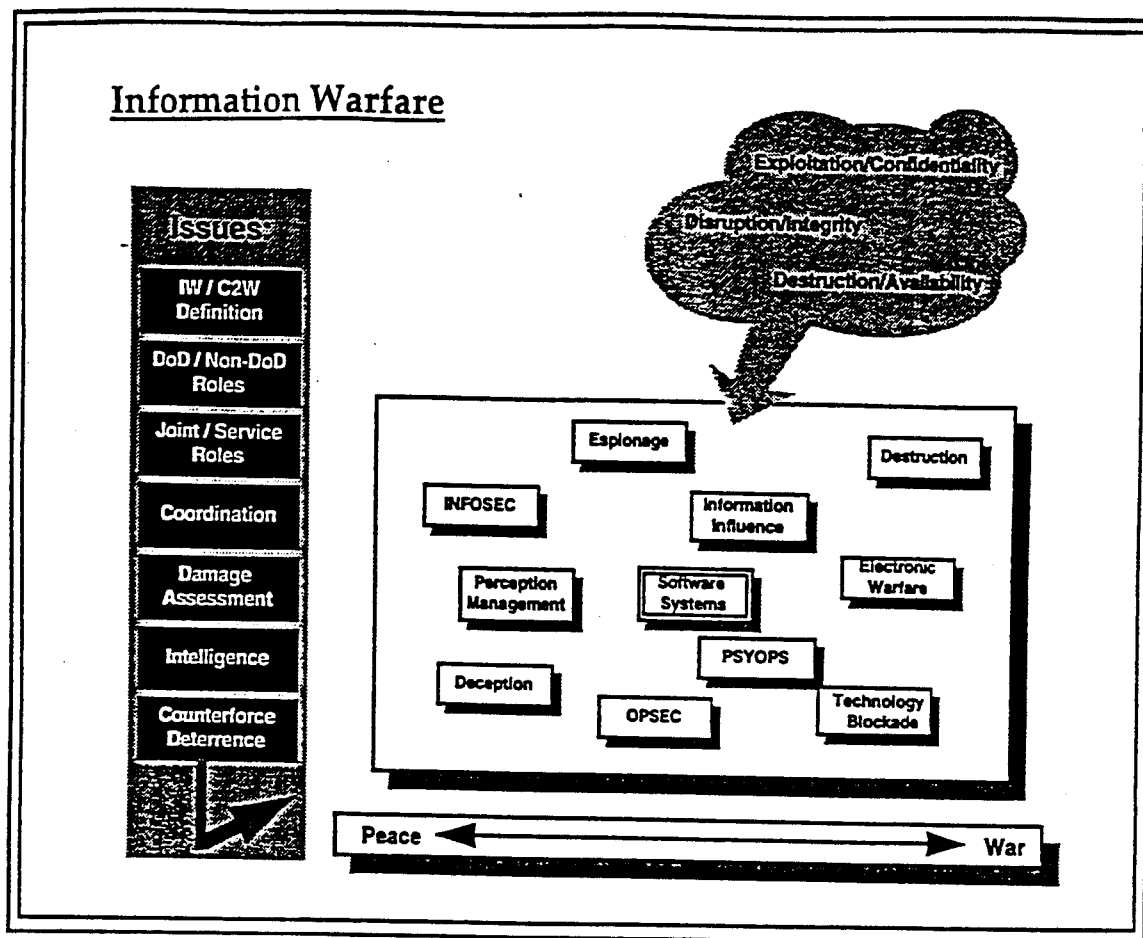 Information Warfare
Exploitation/Confidentiality
Disruption/Integrity
Destruction/Availability
Issues:
IW / C2W
Definition
DoD / Non-DoD
Roles
Joint / Service
Roles
Coordination
Damage
Assessment
Intelligence
Counterforce
Deterrence
Espionage
Destruction
INFOSEC
Information
Influence
Electronic
Warfare
Perception
Management
Software
Systems
PSYOPS
Deception
OPSEC
Technology
Blockade
Peace
War